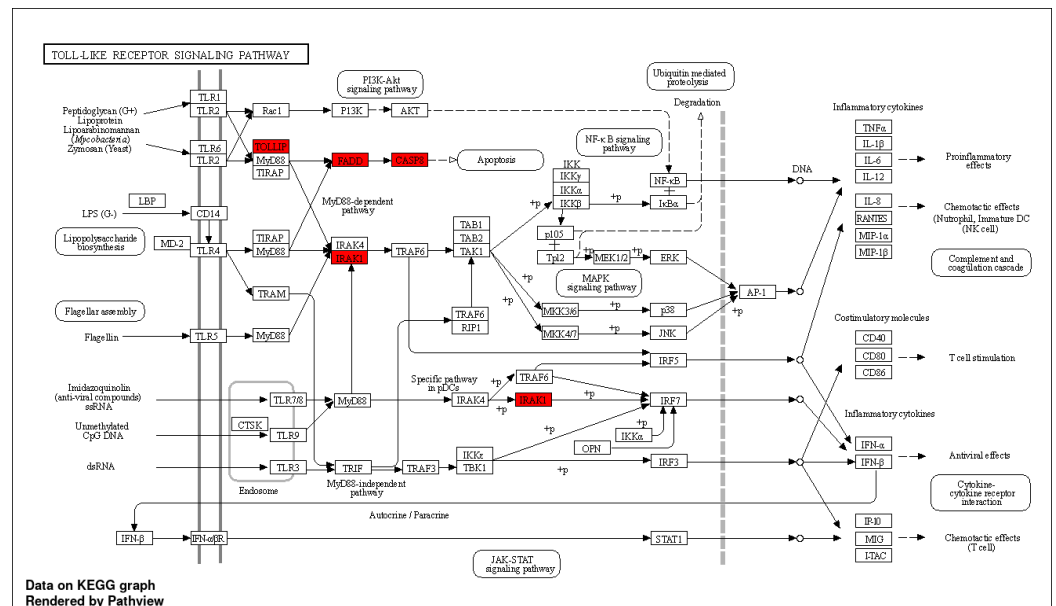 TOLL-LIKE RECEPTOR SIGNALING PATHWAY
PI3K-Akt
signaling pathway
Ubiquitin mediated
proteolysis
Degradation
Peptidoglycan (G+)
Lipoprotein
Lipoarabinomannan
(Mycobacteria)
Zymosan (Yeast)
TLR1
TLR2
Rac1
PI3K
AKT
TLR6
TLR2
TOLLIP
MyD88
TIRAP
FADD
CASP8
Apoptosis
NF-κB signaling
pathway
IKK
IKKγ
IKKα
IKKβ
+p
NF-κB
IκBα
DNA
Inflammatory cytokines
TNFα
IL-1β
IL-6
IL-12
Proinflammatory
effects
IL-8
RANTES
MIP-1α
MIP-1β
Chemotactic effects
(Nutrophil, Immature DC
(NK cell)
Complement and
coagulation cascade
LBP
LPS (G-)
CD14
MyD88-dependent
pathway
Lipopolysaccharide
biosynthesis
MD-2
TLR4
TIRAP
MyD88
IRAK4
IRAK1
TRAF6
TAB1
TAB2
TAK1
+p
p105
Tpl2
+p
MEK1/2
+p
ERK
MAPK
signaling pathway
TRAM
Flagellar assembly
Flagellin
TLR5
MyD88
TRAF6
RIP1
+p
+p
MKK3/6
+p
p38
MKK4/7
+p
JNK
AP-1
+p
IRF5
Costimulatory molecules
CD40
CD80
CD86
T cell stimulation
Imidazoquinolin
(anti-viral compounds)
ssRNA
TLR7/8
MyD88
Specific pathway
in pDCs
IRAK4
+p
+p
TRAF6
IRAK1
+p
IRF7
Unmethylated
CpG DNA
CTSK
TLR9
IKKα
+p
OPN
+p
Inflammatory cytokines
IFN-α
IFN-β
Antiviral effects
dsRNA
TLR3
Endosome
TRIF
TRAF3
IKKε
TBK1
+p
IRF3
MyD88-independent
pathway
Cytokine-
cytokine receptor
interaction
Autocrine / Paracrine
IFN-β
IFN-αβR
STAT1
JAK-STAT
signaling pathway
IP-10
MIG
I-TAC
Chemotactic effects
(T cell)
Data on KEGG graph
Rendered by Pathview